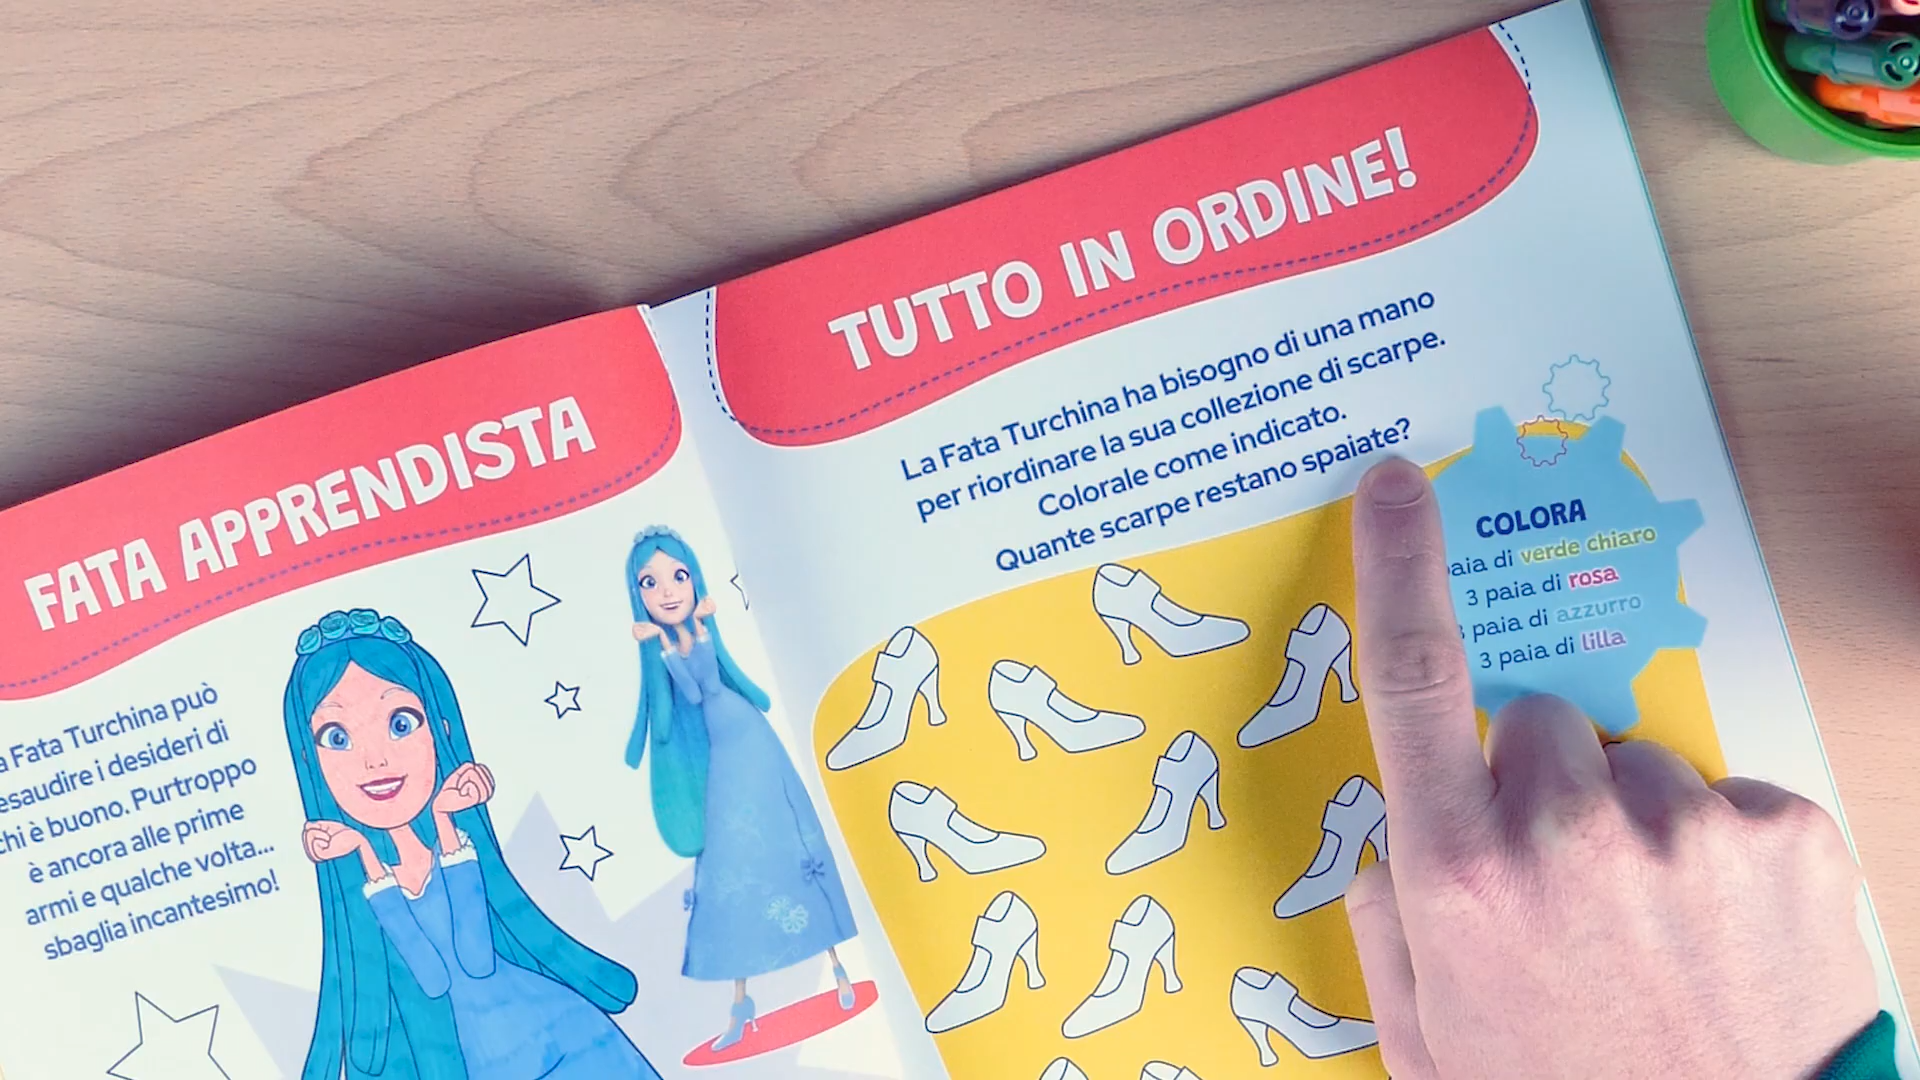 FATA APPRENDISTA
Fata Turchina può
esaudire i desideri di
chi è buono. Purtroppo
è ancora alle prime
armi e qualche volta...
sbaglia incantesimo!
TUTTO IN ORDINE!
La Fata Turchina ha bisogno di una mano
per riordinare la sua collezione di scarpe.
Colorale come indicato.
Quante scarpe restano spaiate?
COLORA
paia di verde chiaro
3 paia di rosa
3 paia di azzurro
3 paia di lilla